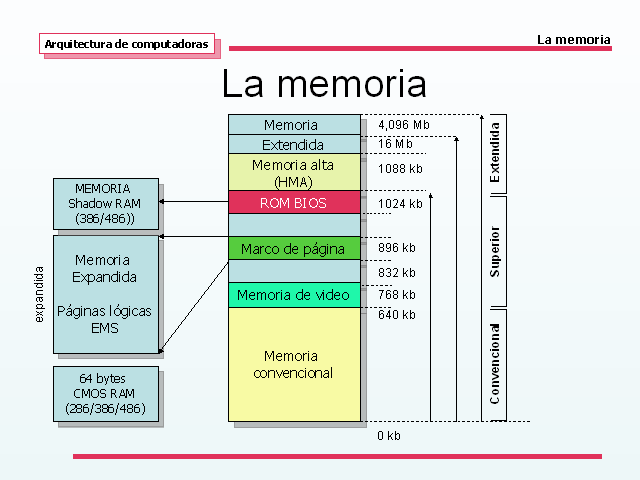 Arquitectura de computadoras
La memoria
La memoria
Memoria
Extendida
Memoria alta
(HMA)
ROM BIOS
Marco de página
Memoria de video
Memoria
convencional
4,096 Mb
16 Mb
1088 kb
1024 kb
896 kb
832 kb
768 kb
640 kb
0 kb
Extendida
Superior
Convencional
MEMORIA
Shadow RAM
(386/486))
expandida
Memoria
Expandida
Páginas lógicas
EMS
64 bytes
CMOS RAM
(286/386/486)